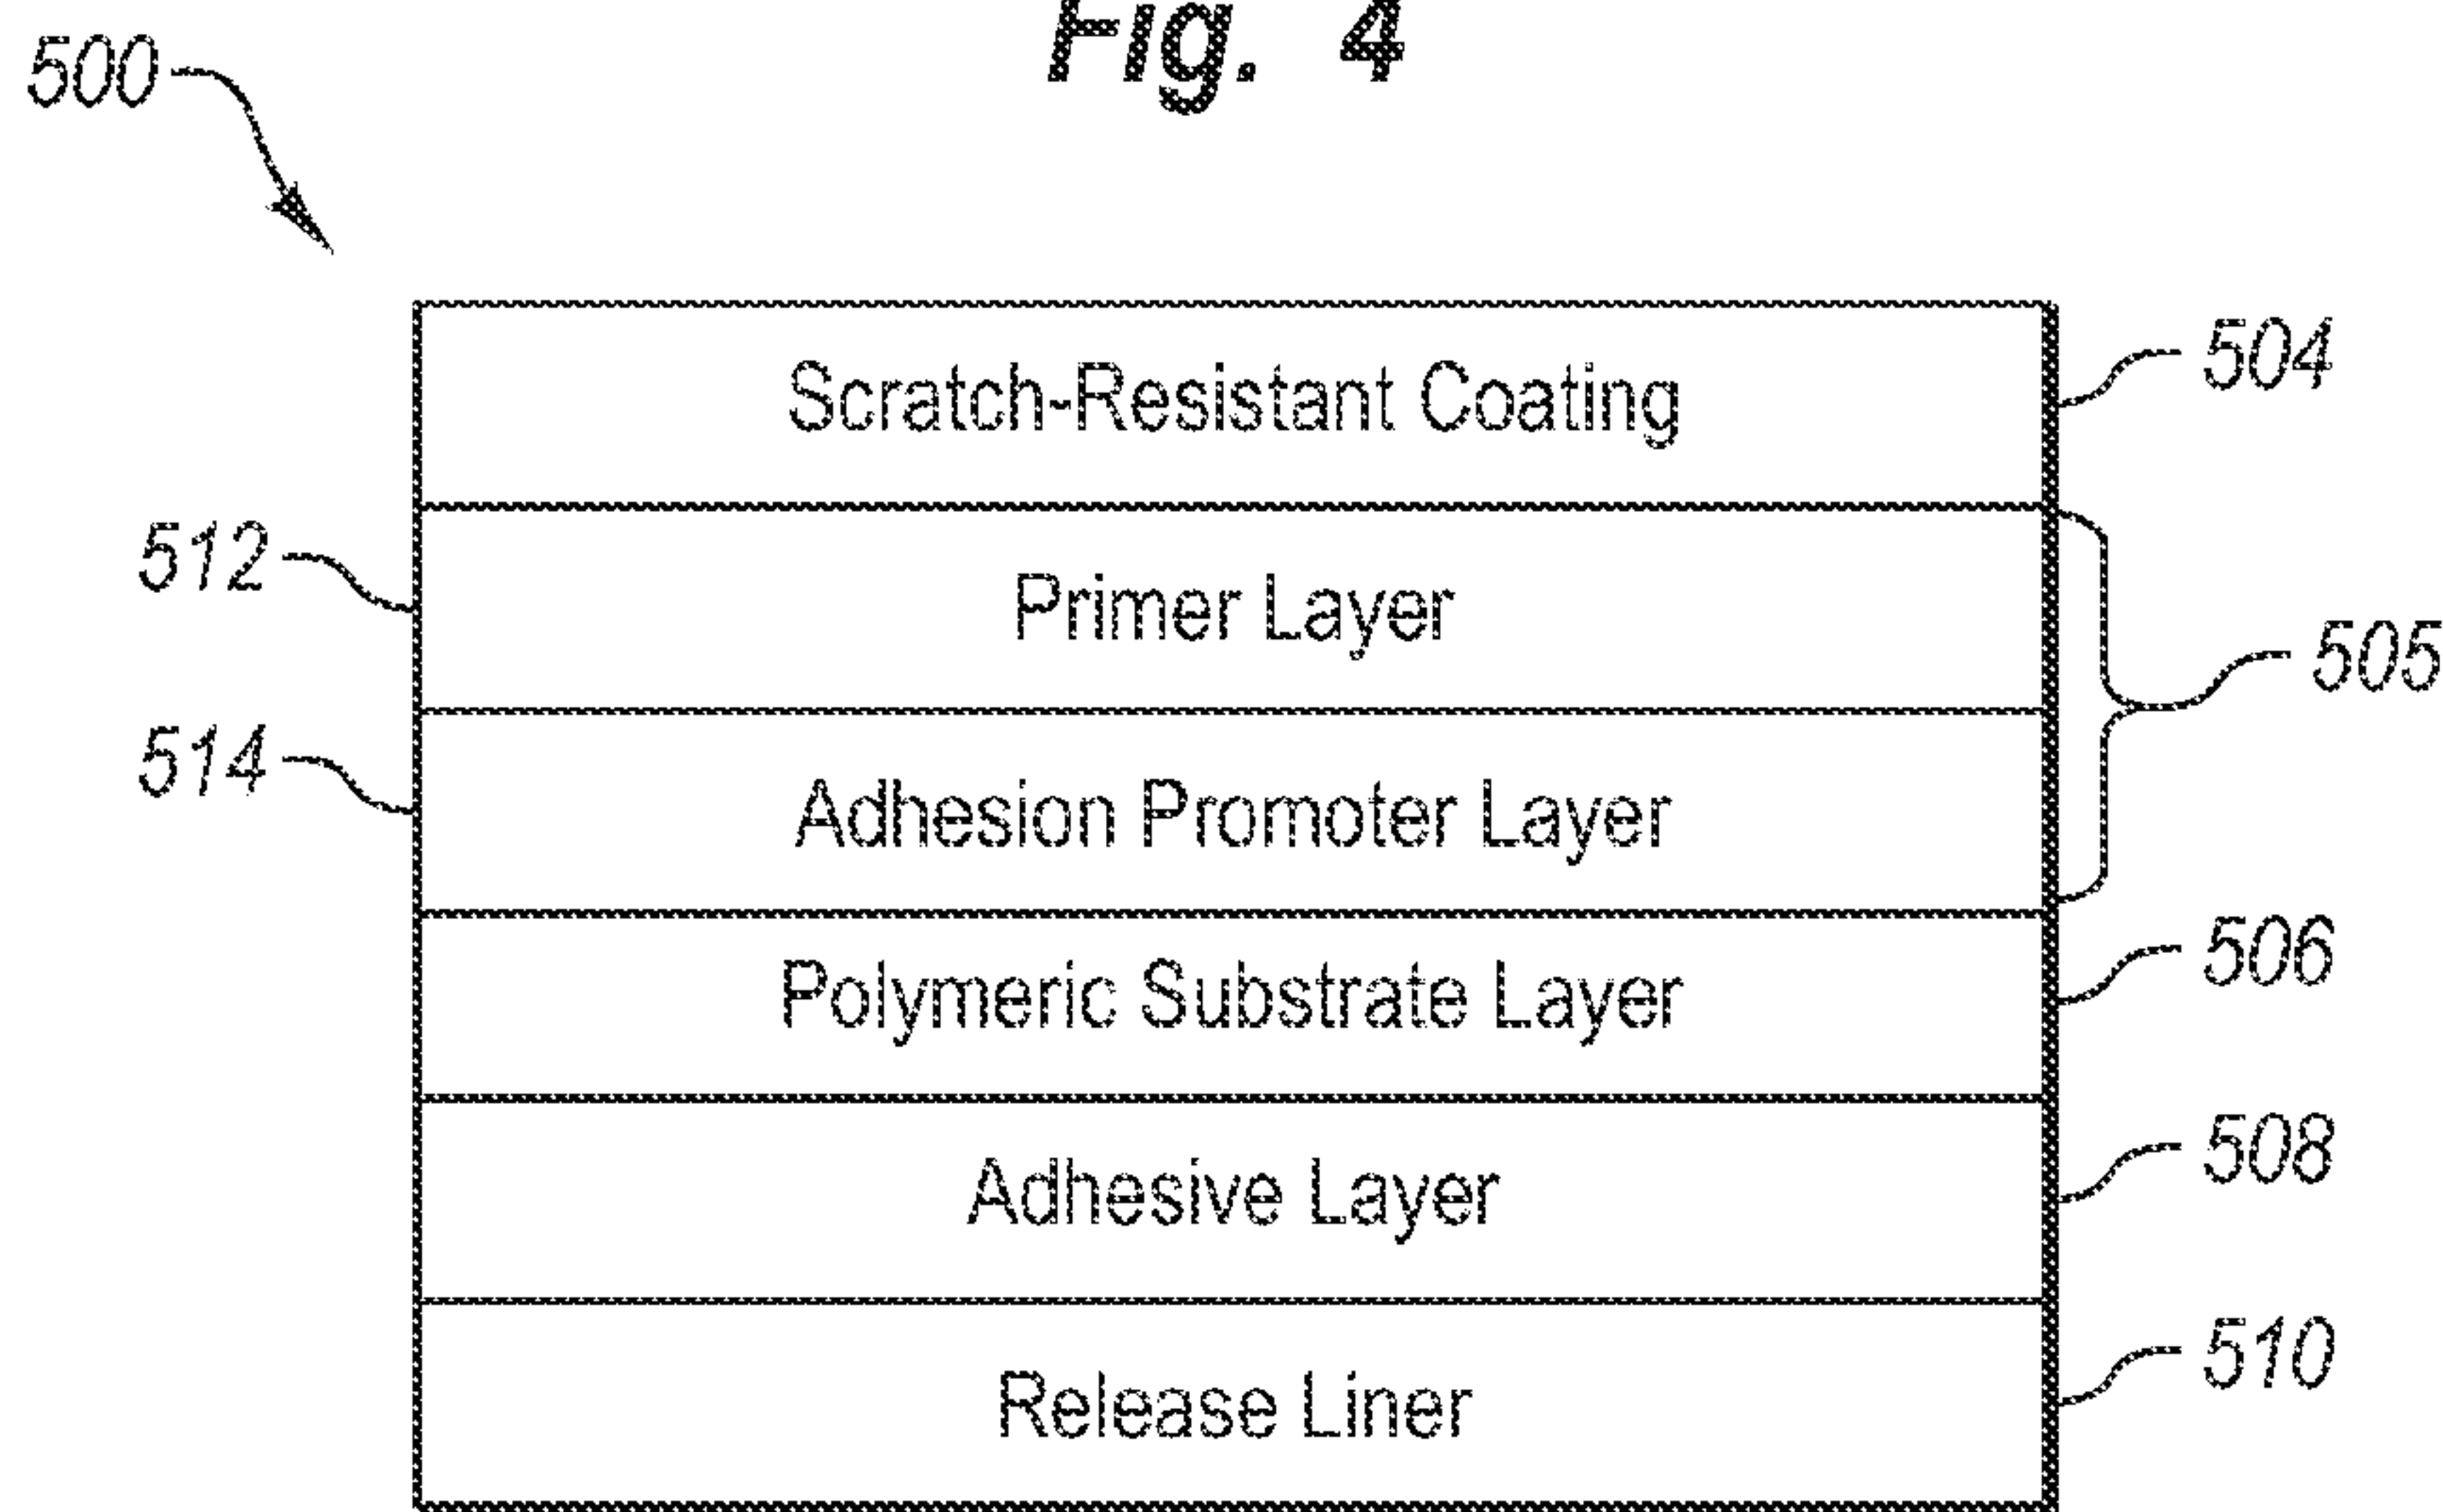 Fig. 4
500
Scratch-Resistant Coating 504
512 Primer Layer
505
514 Adhesion Promoter Layer
Polymeric Substrate Layer 506
Adhesive Layer 508
Release Liner 510